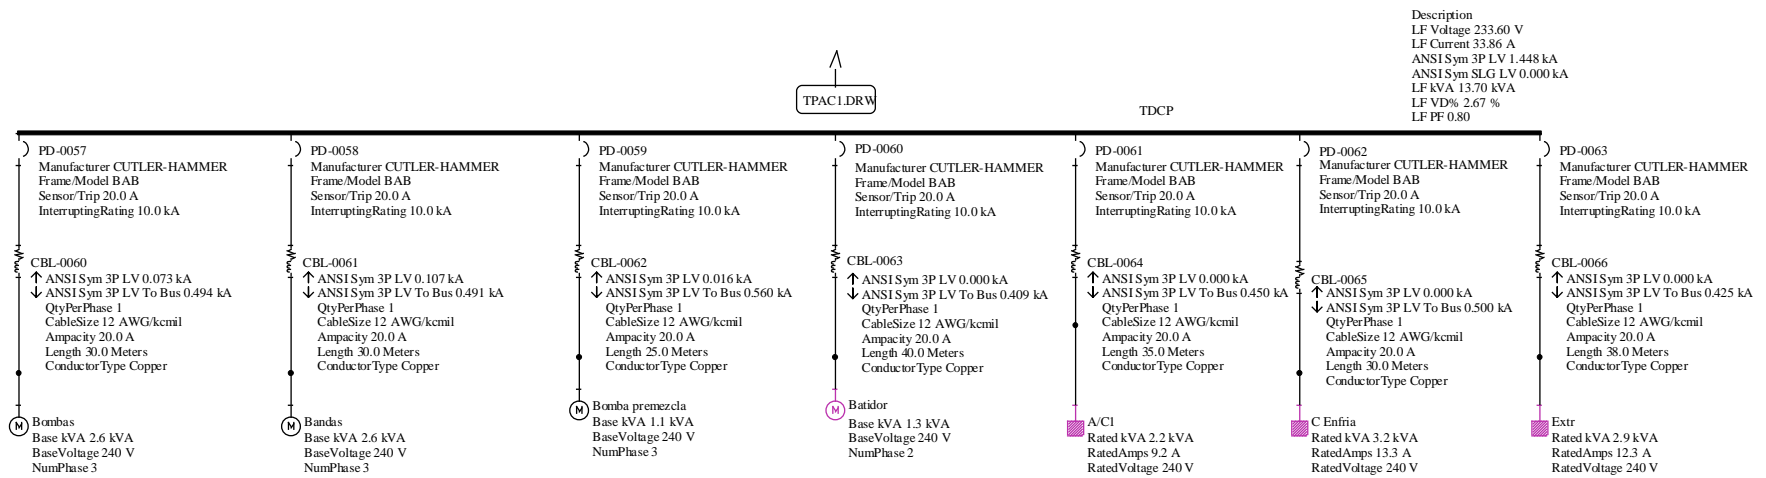 Description
LF Voltage 233.60 V
LF Current 33.86 A
ANSI Sym 3P LV 1.448 kA
ANSI Sym SLG LV 0.000 kA
LF kVA 13.70 kVA
LF VD% 2.67 %
LF PF 0.80
TPAC1.DRW
TDCP
PD-0057
Manufacturer CUTLER-HAMMER
Frame/Model BAB
Sensor/Trip 20.0 A
InterruptingRating 10.0 kA
CBL-0060
ANSI Sym 3P LV 0.073 kA
ANSI Sym 3P LV To Bus 0.494 kA
QtyPerPhase 1
CableSize 12 AWG/kcmil
Ampacity 20.0 A
Length 30.0 Meters
ConductorType Copper
M
Bombas
Base kVA 2.6 kVA
BaseVoltage 240 V
NumPhase 3
PD-0058
Manufacturer CUTLER-HAMMER
Frame/Model BAB
Sensor/Trip 20.0 A
InterruptingRating 10.0 kA
CBL-0061
ANSI Sym 3P LV 0.107 kA
ANSI Sym 3P LV To Bus 0.491 kA
QtyPerPhase 1
CableSize 12 AWG/kcmil
Ampacity 20.0 A
Length 30.0 Meters
ConductorType Copper
M
Bandas
Base kVA 2.6 kVA
BaseVoltage 240 V
NumPhase 3
PD-0059
Manufacturer CUTLER-HAMMER
Frame/Model BAB
Sensor/Trip 20.0 A
InterruptingRating 10.0 kA
CBL-0062
ANSI Sym 3P LV 0.016 kA
ANSI Sym 3P LV To Bus 0.560 kA
QtyPerPhase 1
CableSize 12 AWG/kcmil
Ampacity 20.0 A
Length 25.0 Meters
ConductorType Copper
M
Bomba premezcla
Base kVA 1.1 kVA
BaseVoltage 240 V
NumPhase 3
PD-0060
Manufacturer CUTLER-HAMMER
Frame/Model BAB
Sensor/Trip 20.0 A
InterruptingRating 10.0 kA
CBL-0063
ANSI Sym 3P LV 0.000 kA
ANSI Sym 3P LV To Bus 0.409 kA
QtyPerPhase 1
CableSize 12 AWG/kcmil
Ampacity 20.0 A
Length 40.0 Meters
ConductorType Copper
M
Batidor
Base kVA 1.3 kVA
BaseVoltage 240 V
NumPhase 2
PD-0061
Manufacturer CUTLER-HAMMER
Frame/Model BAB
Sensor/Trip 20.0 A
InterruptingRating 10.0 kA
CBL-0064
ANSI Sym 3P LV 0.000 kA
ANSI Sym 3P LV To Bus 0.450 kA
QtyPerPhase 1
CableSize 12 AWG/kcmil
Ampacity 20.0 A
Length 35.0 Meters
ConductorType Copper
A/C1
Rated kVA 2.2 kVA
RatedAmps 9.2 A
RatedVoltage 240 V
PD-0062
Manufacturer CUTLER-HAMMER
Frame/Model BAB
Sensor/Trip 20.0 A
InterruptingRating 10.0 kA
CBL-0065
ANSI Sym 3P LV 0.000 kA
ANSI Sym 3P LV To Bus 0.500 kA
QtyPerPhase 1
CableSize 12 AWG/kcmil
Ampacity 20.0 A
Length 30.0 Meters
ConductorType Copper
C Enfria
Rated kVA 3.2 kVA
RatedAmps 13.3 A
RatedVoltage 240 V
PD-0063
Manufacturer CUTLER-HAMMER
Frame/Model BAB
Sensor/Trip 20.0 A
InterruptingRating 10.0 kA
CBL-0066
ANSI Sym 3P LV 0.000 kA
ANSI Sym 3P LV To Bus 0.425 kA
QtyPerPhase 1
CableSize 12 AWG/kcmil
Ampacity 20.0 A
Length 38.0 Meters
ConductorType Copper
Extr
Rated kVA 2.9 kVA
RatedAmps 12.3 A
RatedVoltage 240 V